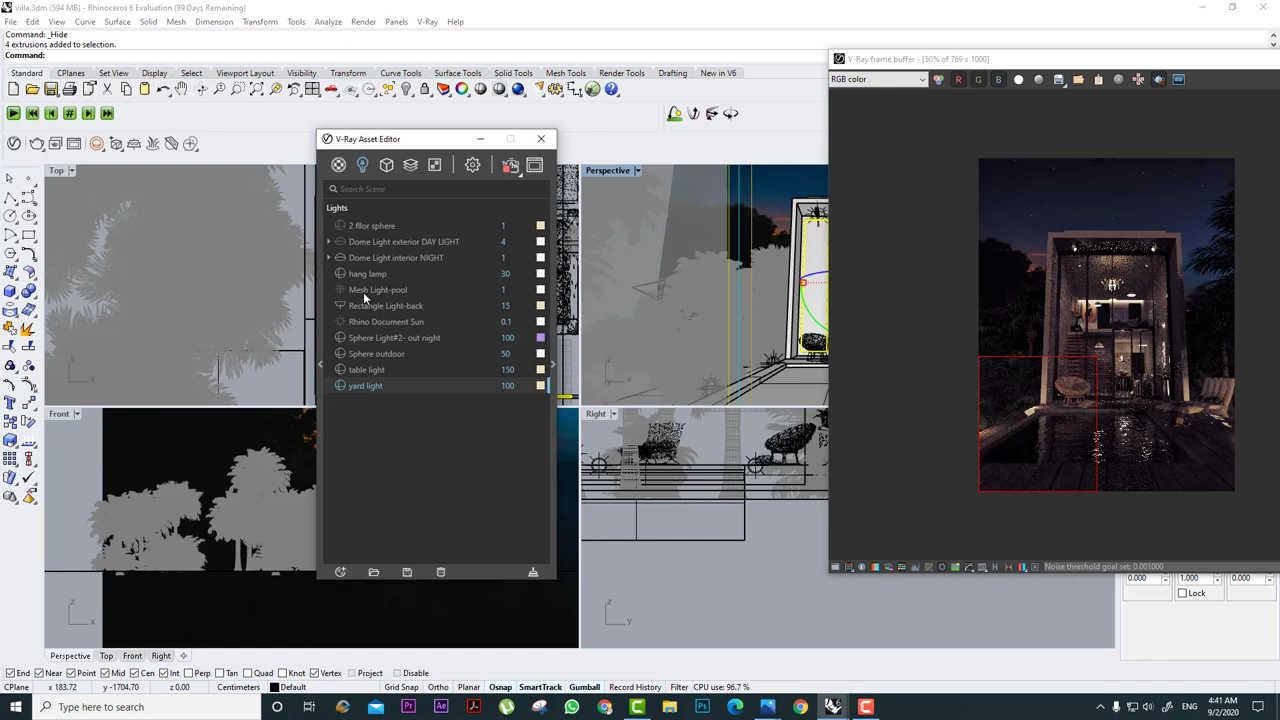 villa.3dm (594 MB) - Rhinoceros 6 Evaluation (89 Days Remaining)
File Edit View Curve Surface Solid Mesh Dimension Transform Tools Analyze Render Panels V-Ray Help
Command: _Hide
4 extrusions added to selection.
Command:
Standard CPlanes Set View Display Select Viewport Layout Visibility Transform Curve Tools Surface Tools Solid Tools Mesh Tools Render Tools Drafting New in V6
V-Ray frame buffer - [50% of 769 x 1000]
RGB color
R G B
V-Ray Asset Editor
Search Scene
Lights
2 fllor sphere 1
Dome Light exterior DAY LIGHT 4
Dome Light interior NIGHT 1
hang lamp 30
Mesh Light-pool 1
Rectangle Light-back 15
Rhino Document Sun 0.1
Sphere Light#2- out night 100
Sphere outdoor 50
table light 150
yard light 100
Top
Perspective
Front
Right
y
x
z
x
z
y
Noise threshold goal set: 0.001000
0.000 1.000 0.000
Lock
Perspective Top Front Right
End Near Point Mid Cen Int Perp Tan Quad Knot Vertex Project Disable
CPlane x 183.72 y -1704.70 z 0.00 Centimeters Default Grid Snap Ortho Planar Osnap SmartTrack Gumball Record History Filter CPU use: 96.7 %
Type here to search
4:41 AM
9/2/2020